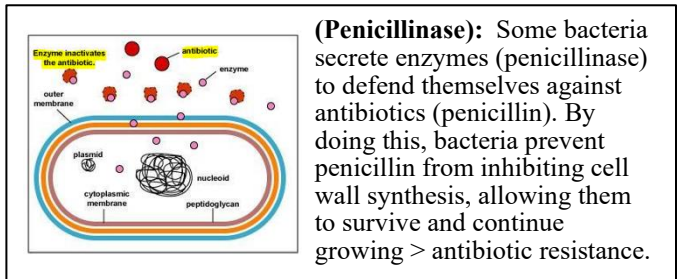 Enzyme inactivates
the antibiotic.
antibiotic
enzyme
outer
membrane
plasmid
nucleoid
cytoplasmic
membrane
peptidoglycan
(Penicillinase): Some bacteria
secrete enzymes (penicillinase)
to defend themselves against
antibiotics (penicillin). By
doing this, bacteria prevent
penicillin from inhibiting cell
wall synthesis, allowing them
to survive and continue
growing > antibiotic resistance.